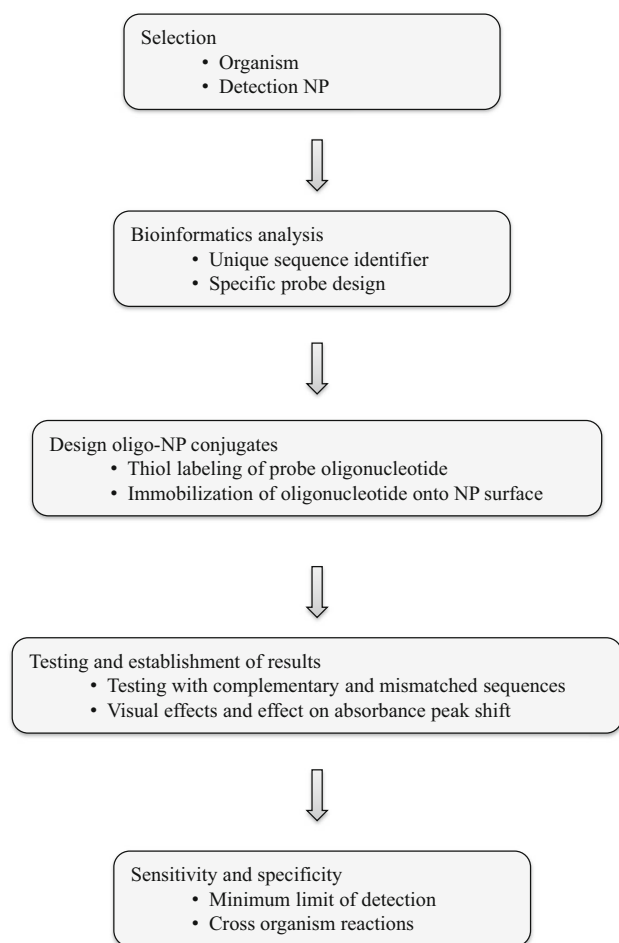 Selection
• Organism
• Detection NP
Bioinformatics analysis
• Unique sequence identifier
• Specific probe design
Design oligo-NP conjugates
• Thiol labeling of probe oligonucleotide
• Immobilization of oligonucleotide onto NP surface
Testing and establishment of results
• Testing with complementary and mismatched sequences
• Visual effects and effect on absorbance peak shift
Sensitivity and specificity
• Minimum limit of detection
• Cross organism reactions